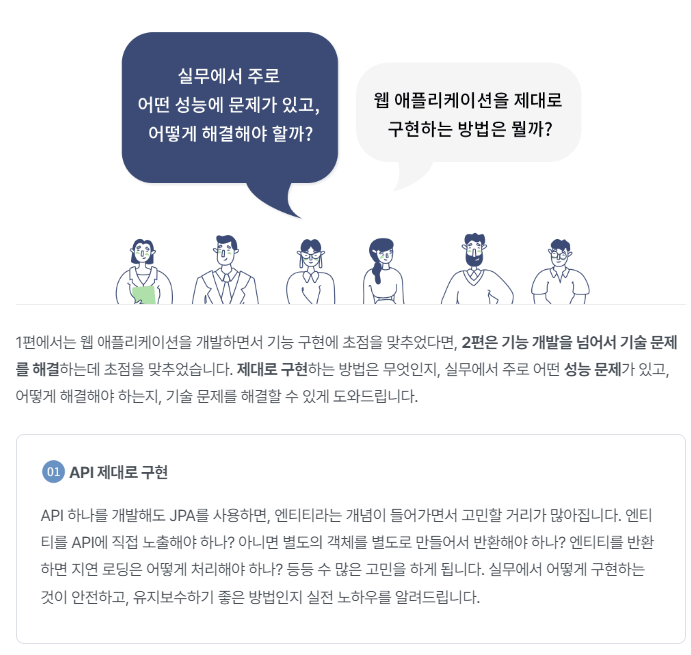 실무에서 주로
어떤 성능에 문제가 있고,
어떻게 해결해야 할까?
웹 애플리케이션을 제대로
구현하는 방법은 뭘까?
1편에서는 웹 애플리케이션을 개발하면서 기능 구현에 초점을 맞추었다면, 2편은 기능 개발을 넘어서 기술 문제
를 해결하는데 초점을 맞추었습니다. 제대로 구현하는 방법은 무엇인지, 실무에서 주로 어떤 성능 문제가 있고,
어떻게 해결해야 하는지, 기술 문제를 해결할 수 있게 도와드립니다.
01 API 제대로 구현
API 하나를 개발해도 JPA를 사용하면, 엔티티라는 개념이 들어가면서 고민할 거리가 많아집니다. 엔티
티를 API에 직접 노출해야 하나? 아니면 별도의 객체를 별도로 만들어서 반환해야 하나? 엔티티를 반환
하면 지연 로딩은 어떻게 처리해야 하나? 등등 수 많은 고민을 하게 됩니다. 실무에서 어떻게 구현하는
것이 안전하고, 유지보수하기 좋은 방법인지 실전 노하우를 알려드립니다.